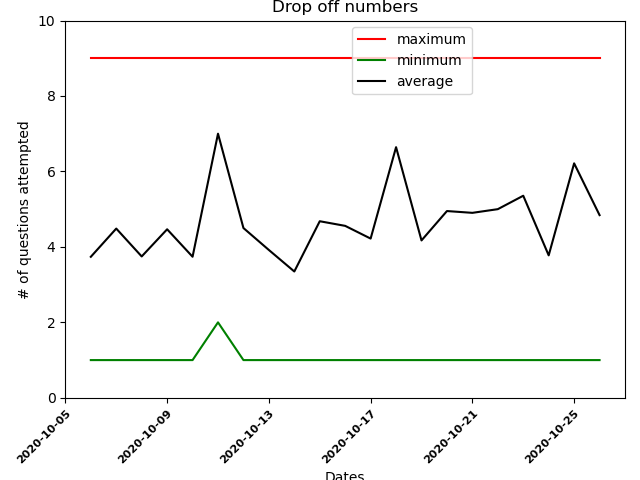 Drop off numbers
10
8
6
4
2
0
# of questions attempted
maximum
minimum
average
2020-10-05
2020-10-09
2020-10-13
2020-10-17
2020-10-21
2020-10-25
Dates